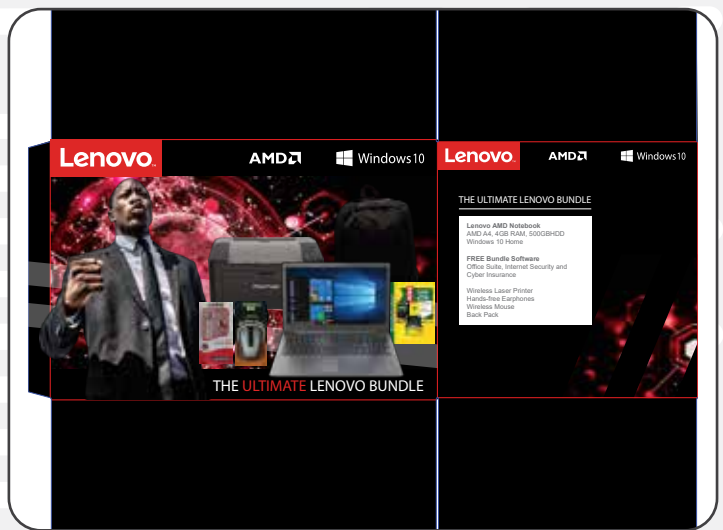 Lenovo
AMD
Windows 10
THE ULTIMATE LENOVO BUNDLE
Lenovo
AMD
Windows 10
THE ULTIMATE LENOVO BUNDLE
Lenovo AMD Notebook
AMD A4, 4GB RAM, 500GBHDD
Windows 10 Home
FREE Bundle Software
Office Suite, Internet Security and
Cyber Insurance
Wireless Laser Printer
Hands-free Earphones
Wireless Mouse
Back Pack